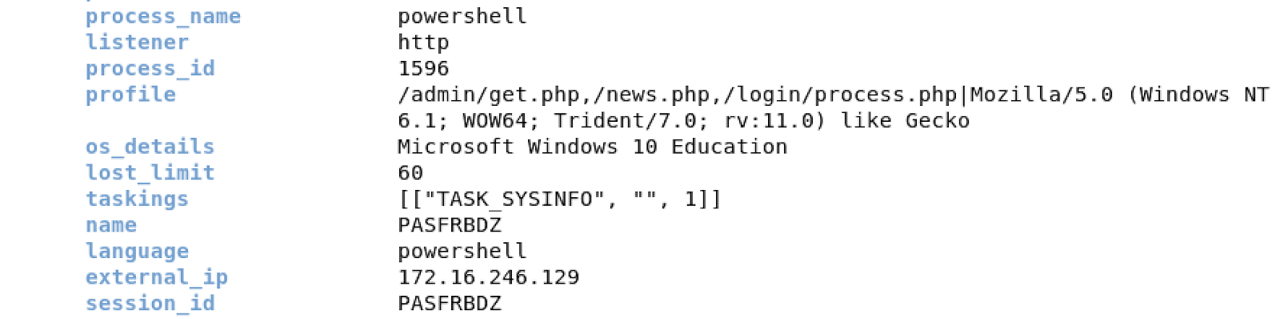 process_name powershell
listener http
process_id 1596
profile /admin/get.php,/news.php,/login/process.php|Mozilla/5.0 (Windows NT
6.1; WOW64; Trident/7.0; rv:11.0) like Gecko
os_details Microsoft Windows 10 Education
lost_limit 60
taskings [["TASK_SYSINFO", "", 1]]
name PASFRBDZ
language powershell
external_ip 172.16.246.129
session_id PASFRBDZ